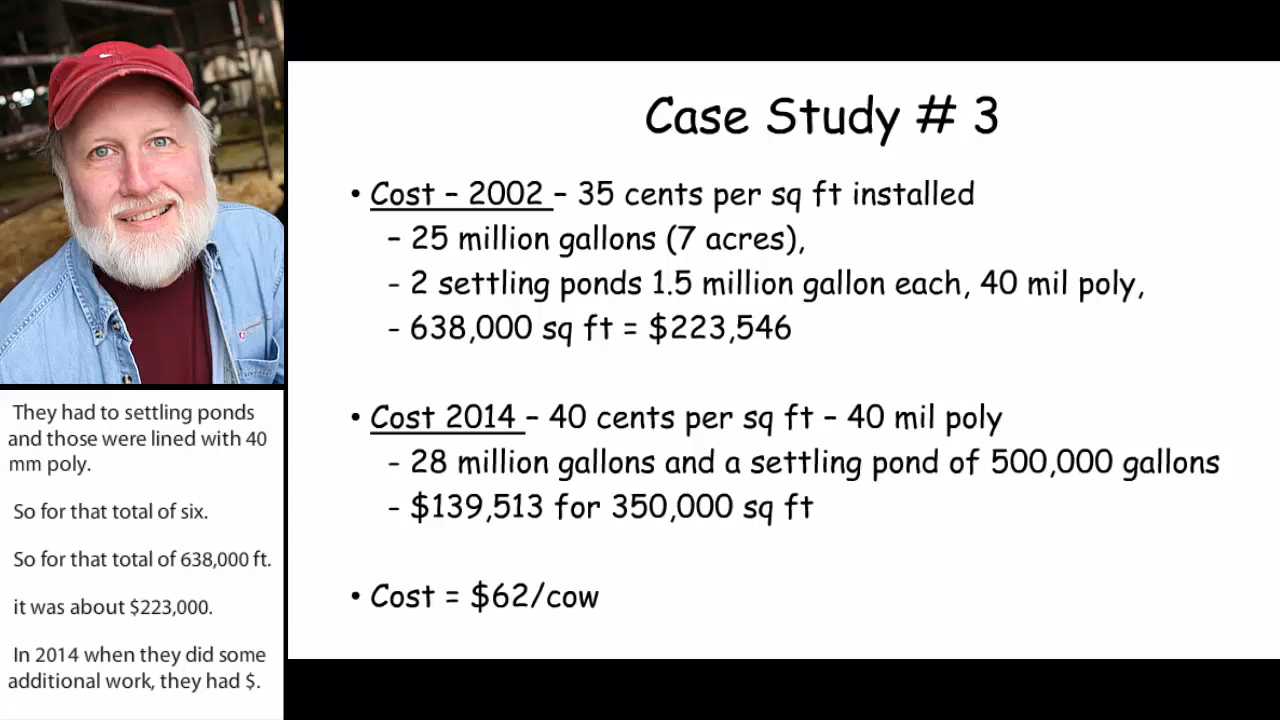 Case Study # 3
• Cost – 2002 – 35 cents per sq ft installed
– 25 million gallons (7 acres),
- 2 settling ponds 1.5 million gallon each, 40 mil poly,
- 638,000 sq ft = $223,546
• Cost 2014 – 40 cents per sq ft – 40 mil poly
- 28 million gallons and a settling pond of 500,000 gallons
- $139,513 for 350,000 sq ft
• Cost = $62/cow
They had to settling ponds
and those were lined with 40
mm poly.
So for that total of six.
So for that total of 638,000 ft.
it was about $223,000.
In 2014 when they did some
additional work, they had $.